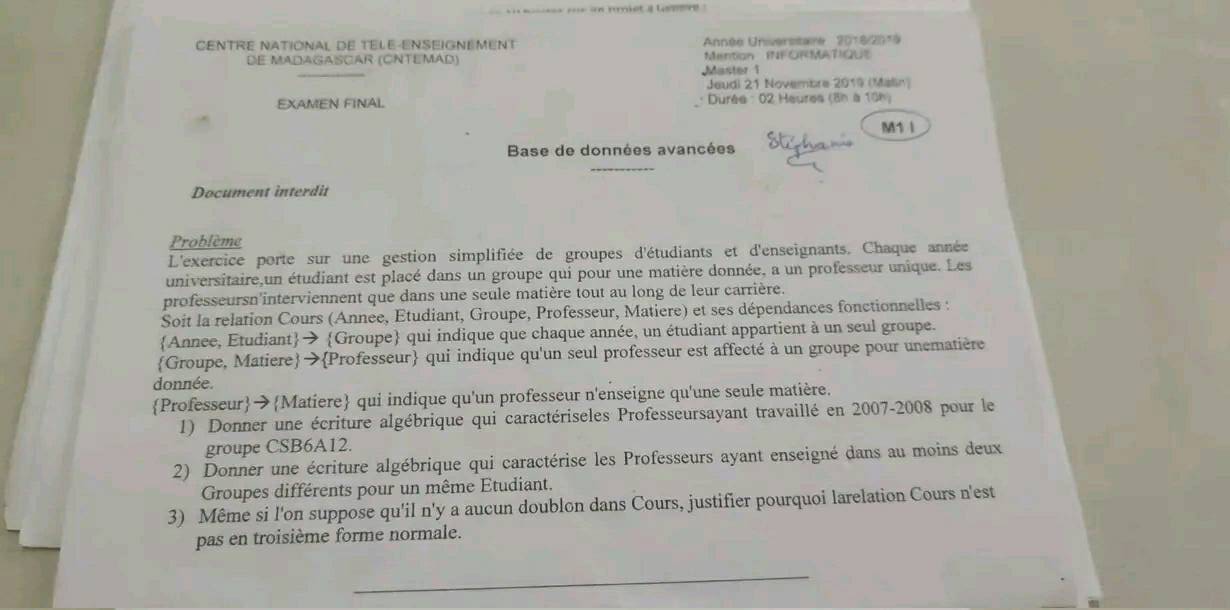 CENTRE NATIONAL DE TELE-ENSEIGNEMENT
DE MADAGASCAR (CNTEMAD)
EXAMEN FINAL
Année Universitaire 2018/2019
Mention INFORMATIQUE
Master 1
Jeudi 21 Novembre 2019 (Matin)
Durée : 02 Heures (8h à 10h)
M1 I
Base de données avancées
Stéphanie
Document interdit
Problème
L'exercice porte sur une gestion simplifiée de groupes d'étudiants et d'enseignants. Chaque année
universitaire,un étudiant est placé dans un groupe qui pour une matière donnée, a un professeur unique. Les
professeursn'interviennent que dans une seule matière tout au long de leur carrière.
Soit la relation Cours (Annee, Etudiant, Groupe, Professeur, Matiere) et ses dépendances fonctionnelles :
{Annee, Etudiant}→ {Groupe} qui indique que chaque année, un étudiant appartient à un seul groupe.
{Groupe, Matiere}→{Professeur} qui indique qu'un seul professeur est affecté à un groupe pour unematière
donnée.
{Professeur}→{Matiere} qui indique qu'un professeur n'enseigne qu'une seule matière.
1) Donner une écriture algébrique qui caractériseles Professeursayant travaillé en 2007-2008 pour le
groupe CSB6A12.
2) Donner une écriture algébrique qui caractérise les Professeurs ayant enseigné dans au moins deux
Groupes différents pour un même Etudiant.
3) Même si l'on suppose qu'il n'y a aucun doublon dans Cours, justifier pourquoi larelation Cours n'est
pas en troisième forme normale.